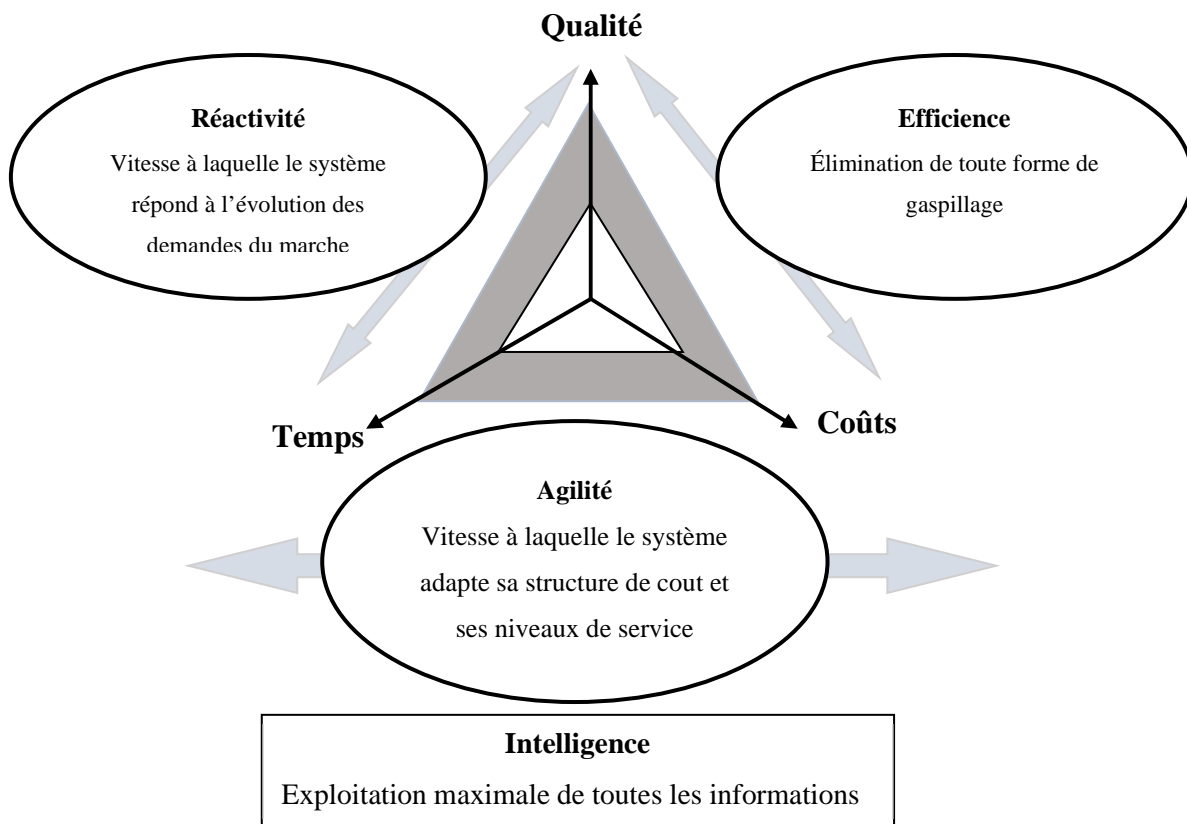 Qualité
Réactivité
Vitesse à laquelle le système
répond à l’évolution des
demandes du marche
Efficience
Élimination de toute forme de
gaspillage
Temps
Coûts
Agilité
Vitesse à laquelle le système
adapte sa structure de cout et
ses niveaux de service
Intelligence
Exploitation maximale de toutes les informations